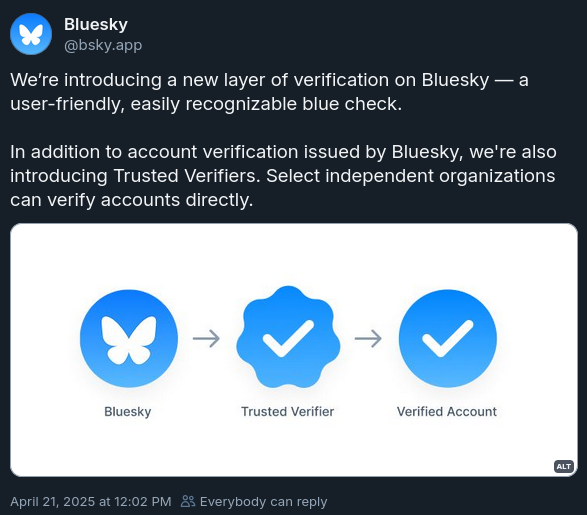 Bluesky
@bsky.app
We’re introducing a new layer of verification on Bluesky — a
user-friendly, easily recognizable blue check.
In addition to account verification issued by Bluesky, we're also
introducing Trusted Verifiers. Select independent organizations
can verify accounts directly.
Bluesky
Trusted Verifier
Verified Account
ALT
April 21, 2025 at 12:02 PM Everybody can reply